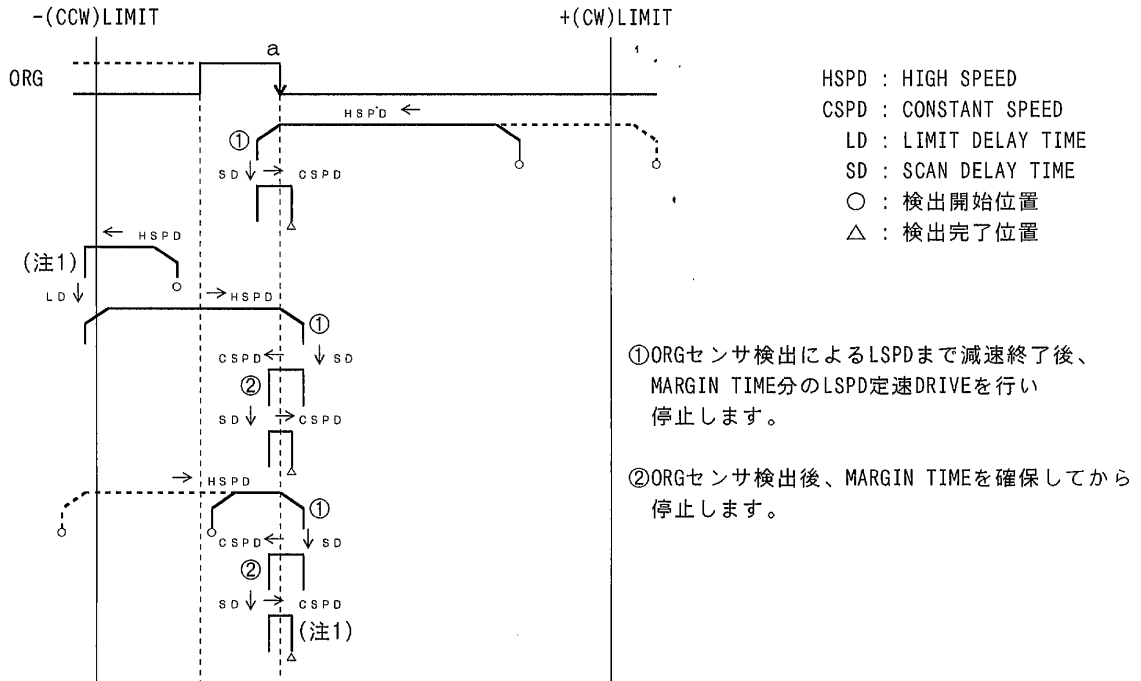 -(CCW)LIMIT
+(CW)LIMIT
a
ORG
HSPD : HIGH SPEED
CSPD : CONSTANT SPEED
LD : LIMIT DELAY TIME
SD : SCAN DELAY TIME
○ : 検出開始位置
△ : 検出完了位置
HSPD ←
①
SD ↓ → CSPD
← HSPD
(注1)
LD ↓
→ HSPD
①
CSPD ←
↓ SD
②
SD ↓ → CSPD
→ HSPD
①
CSPD ←
↓ SD
②
SD ↓ → CSPD
(注1)
①ORGセンサ検出によるLSPDまで減速終了後、
MARGIN TIME分のLSPD定速DRIVEを行い
停止します。
②ORGセンサ検出後、MARGIN TIMEを確保してから
停止します。